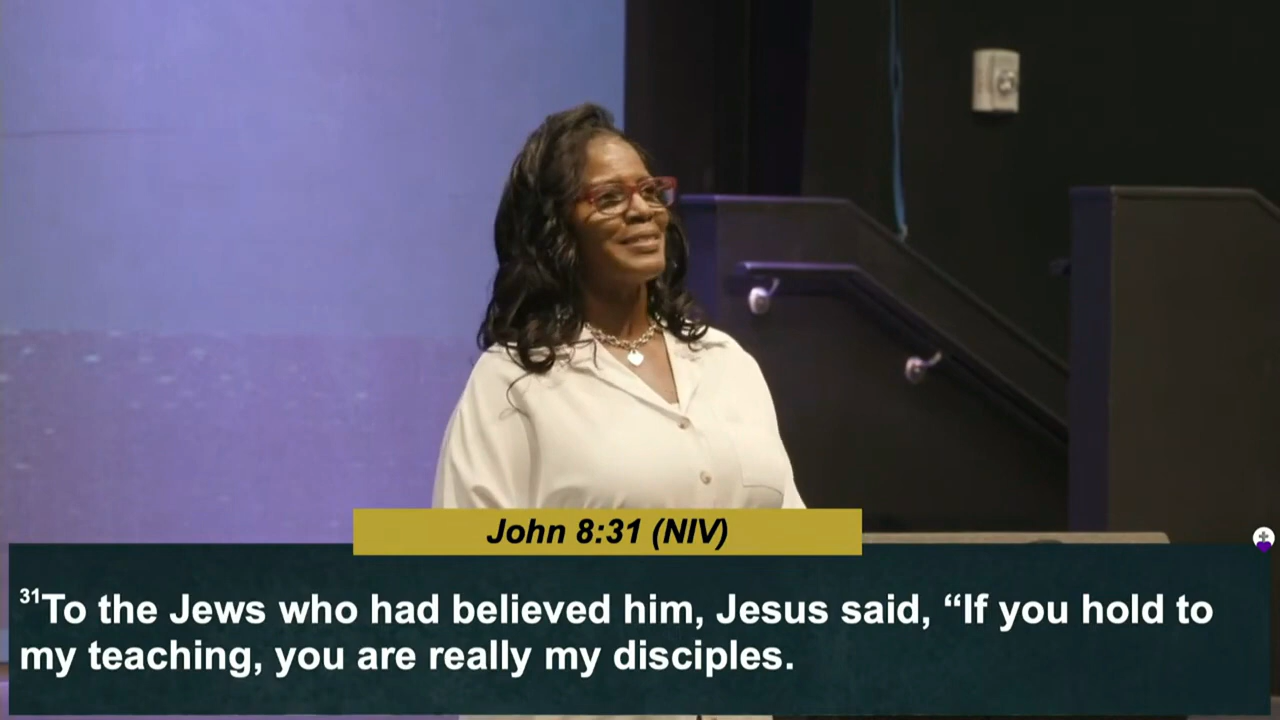 John 8:31 (NIV)
³¹To the Jews who had believed him, Jesus said, “If you hold to
my teaching, you are really my disciples.